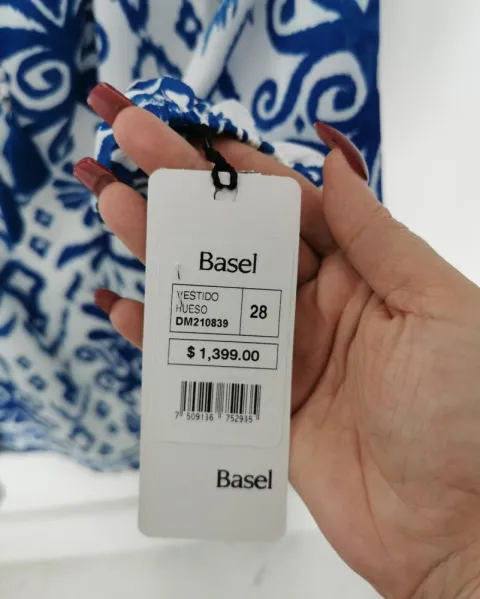 Basel
VESTIDO
HUESO
DM210839
28
$ 1,399.00
7 509136 752935
Basel